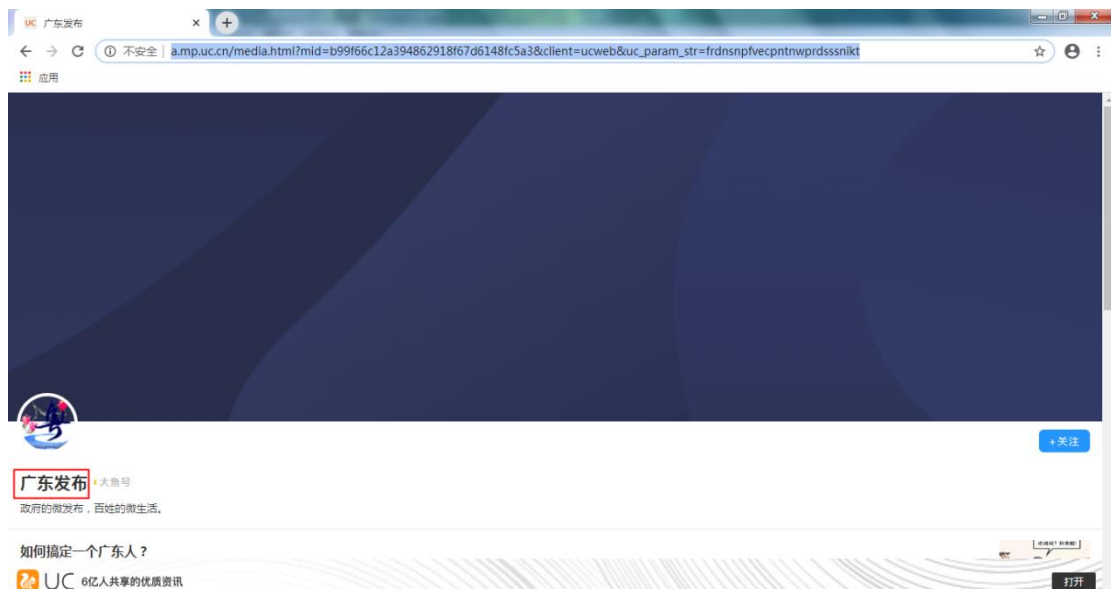 UC 广东发布
不安全 | a.mp.uc.cn/media.html?mid=b99f66c12a394862918f67d6148fc5a38&client=ucweb&uc_param_str=frdnsnpfvecpntnwprdsssnikt
应用
粤
+关注
广东发布 大鱼号
政府的微发布，百姓的微生活。
如何搞定一个广东人？
UC 6亿人共享的优质资讯
打开